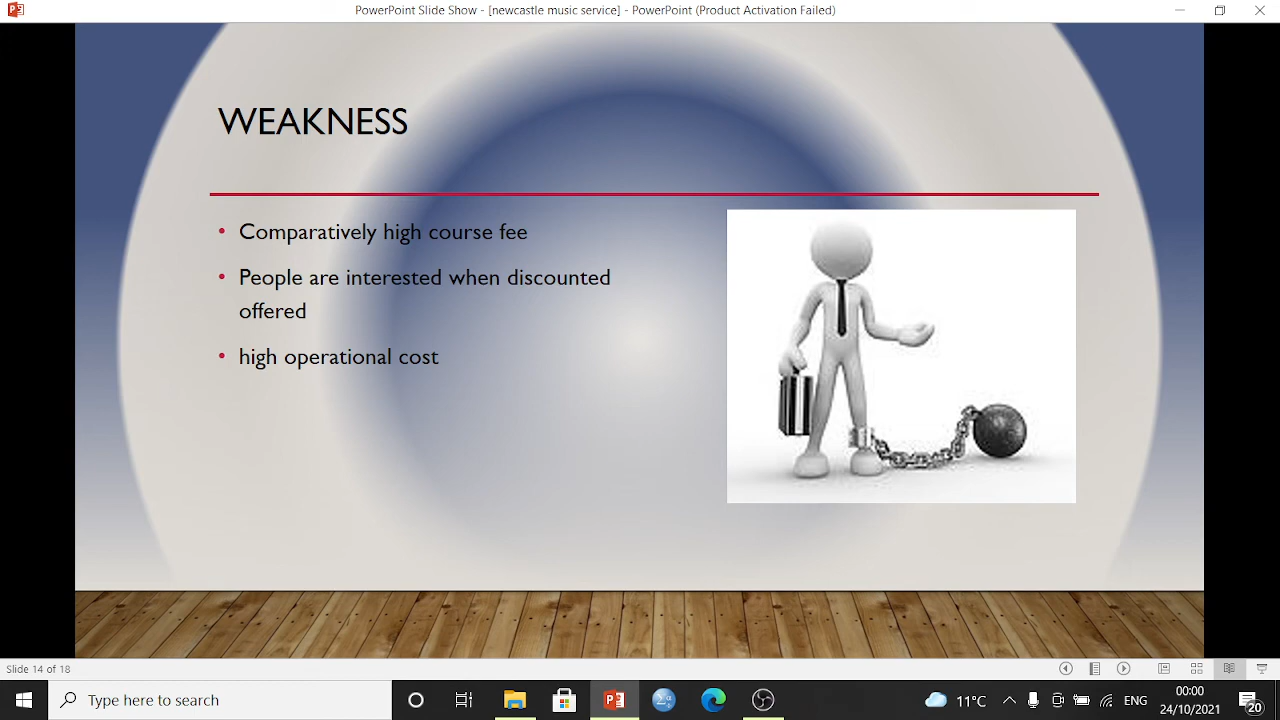 PowerPoint Slide Show - [newcastle music service] - PowerPoint (Product Activation Failed)
WEAKNESS
• Comparatively high course fee
• People are interested when discounted
offered
• high operational cost
Slide 14 of 18
Type here to search
11°C
ENG
00:00
24/10/2021
20